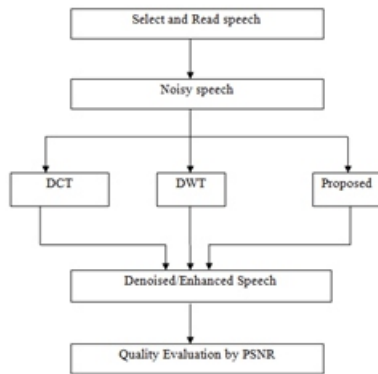 Select and Read speech
Noisy speech
DCT
DWT
Proposed
Denoised/Enhanced Speech
Quality Evaluation by PSNR